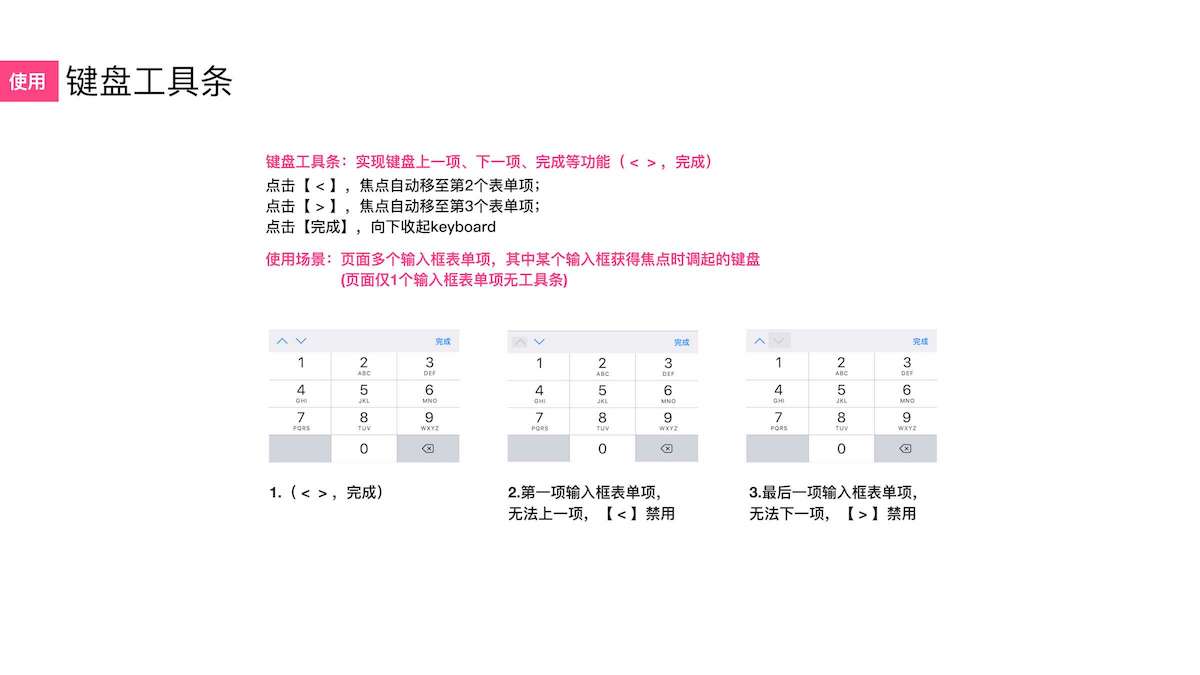 使用
键盘工具条
键盘工具条：实现键盘上一项、下一项、完成等功能（ < > ，完成）
点击【 < 】，焦点自动移至第2个表单项；
点击【 > 】，焦点自动移至第3个表单项；
点击【完成】，向下收起keyboard
使用场景：页面多个输入框表单项，其中某个输入框获得焦点时调起的键盘
(页面仅1个输入框表单项无工具条)
完成
1 2 3
ABC DEF
4 5 6
GHI JKL MNO
7 8 9
PQRS TUV WXYZ
0
1.（ < > ，完成）
完成
1 2 3
ABC DEF
4 5 6
GHI JKL MNO
7 8 9
PQRS TUV WXYZ
0
2.第一项输入框表单项，
无法上一项，【 < 】禁用
完成
1 2 3
ABC DEF
4 5 6
GHI JKL MNO
7 8 9
PQRS TUV WXYZ
0
3.最后一项输入框表单项，
无法下一项，【 > 】禁用